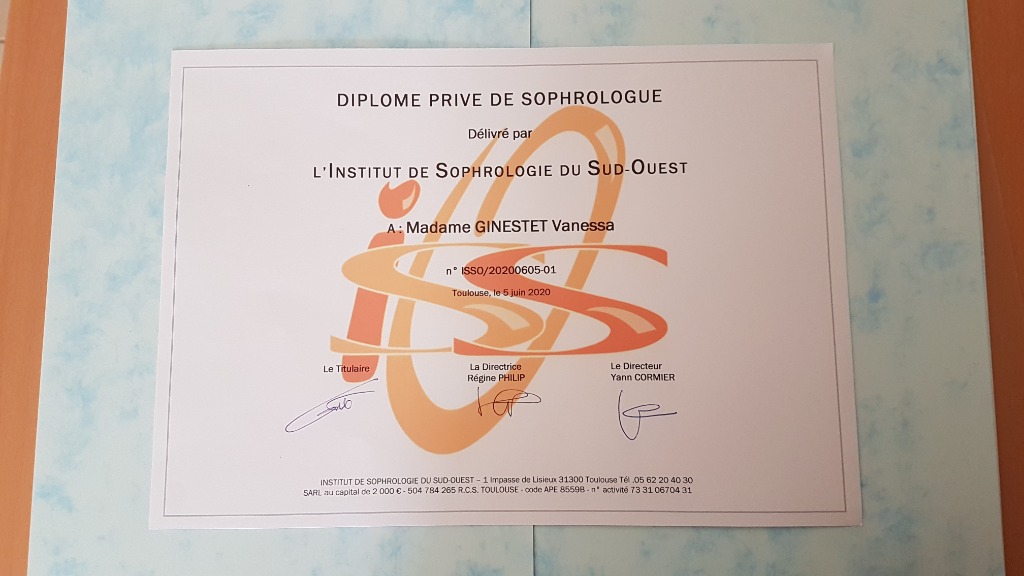 DIPLOME PRIVE DE SOPHROLOGUE
Délivré par
L'INSTITUT DE SOPHROLOGIE DU SUD-OUEST
A : Madame GINESTET Vanessa
n° ISSO/20200605-01
Toulouse, le 5 juin 2020
Le Titulaire
La Directrice
Régine PHILIP
Le Directeur
Yann CORMIER
INSTITUT DE SOPHROLOGIE DU SUD-OUEST – 1 Impasse de Lisieux 31300 Toulouse Tél .05 62 20 40 30
SARL au capital de 2 000 € - 504 784 265 R.C.S. TOULOUSE - code APE 8559B - n° activité 73 31 06704 31